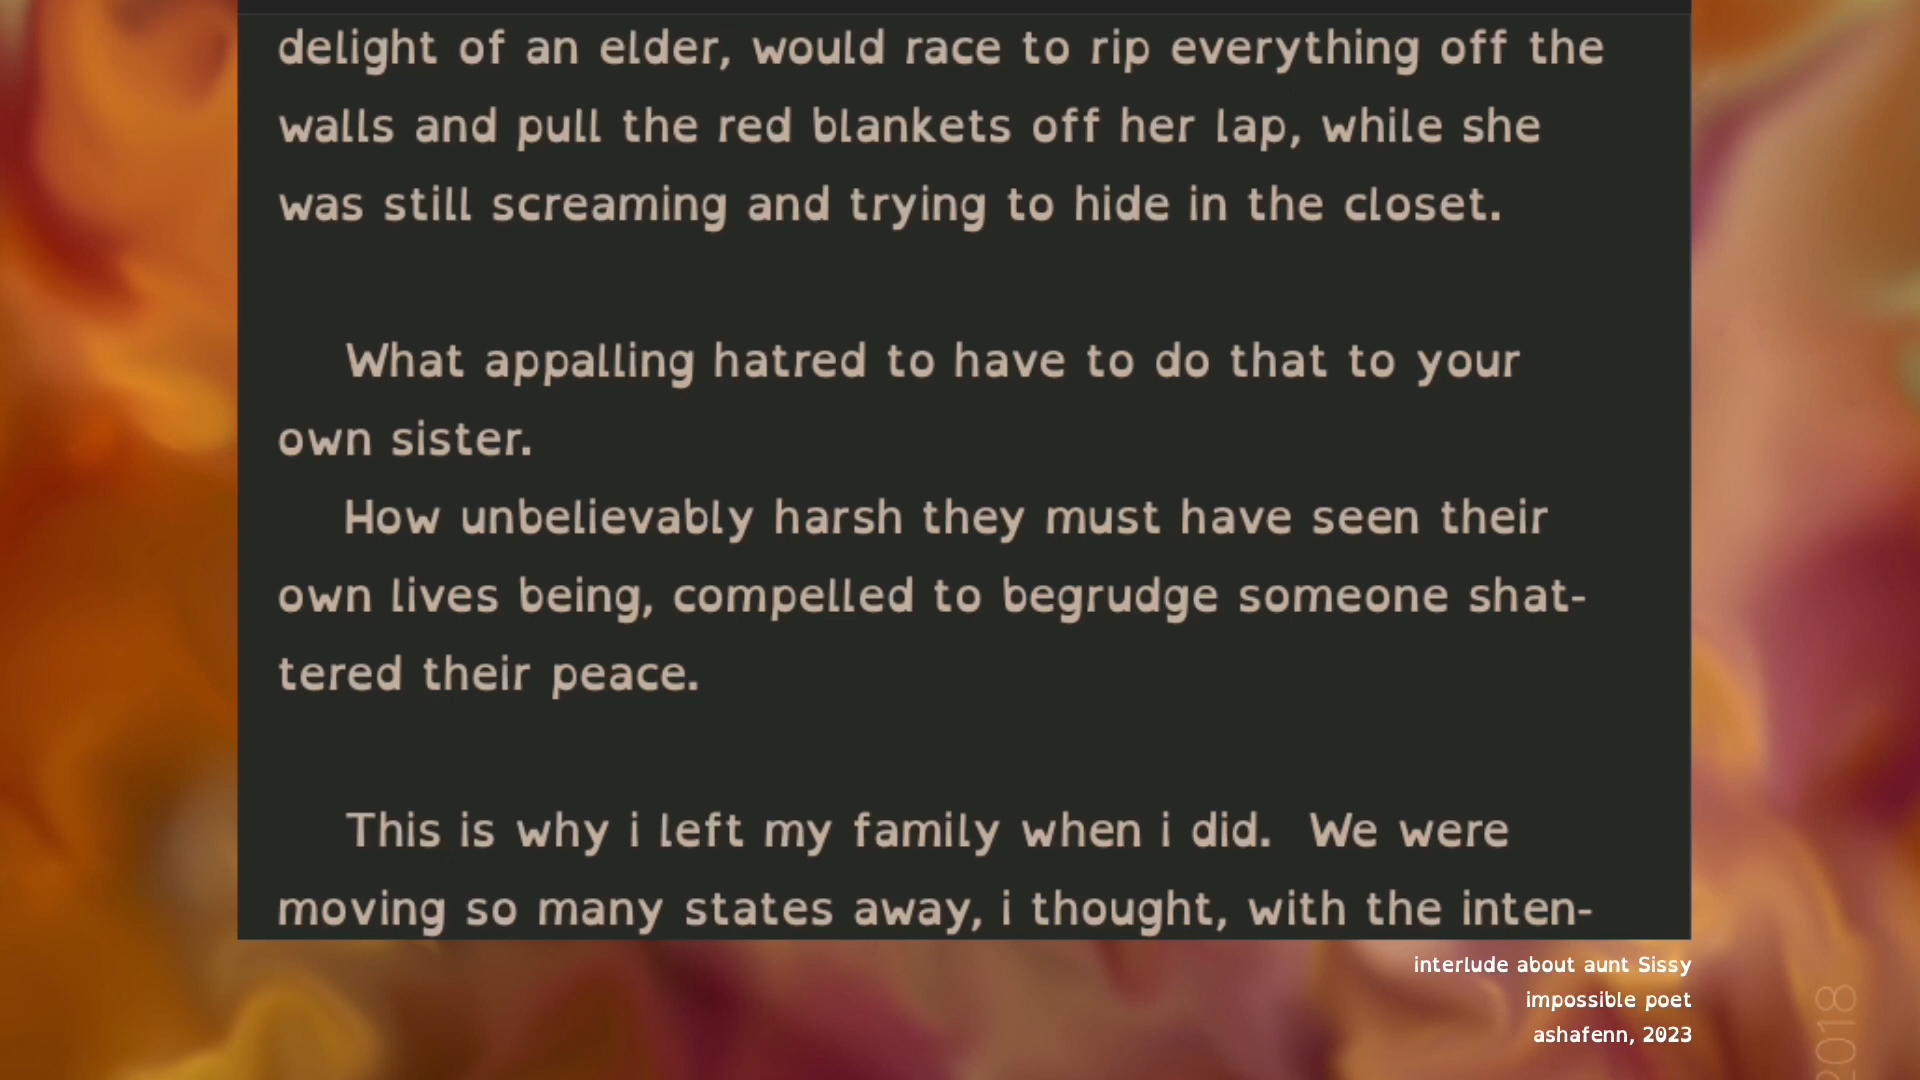 delight of an elder, would race to rip everything off the
walls and pull the red blankets off her lap, while she
was still screaming and trying to hide in the closet.
What appalling hatred to have to do that to your
own sister.
How unbelievably harsh they must have seen their
own lives being, compelled to begrudge someone shat-
tered their peace.
This is why i left my family when i did.  We were
moving so many states away, i thought, with the inten-
interlude about aunt Sissy
impossible poet
ashafenn, 2023
2018